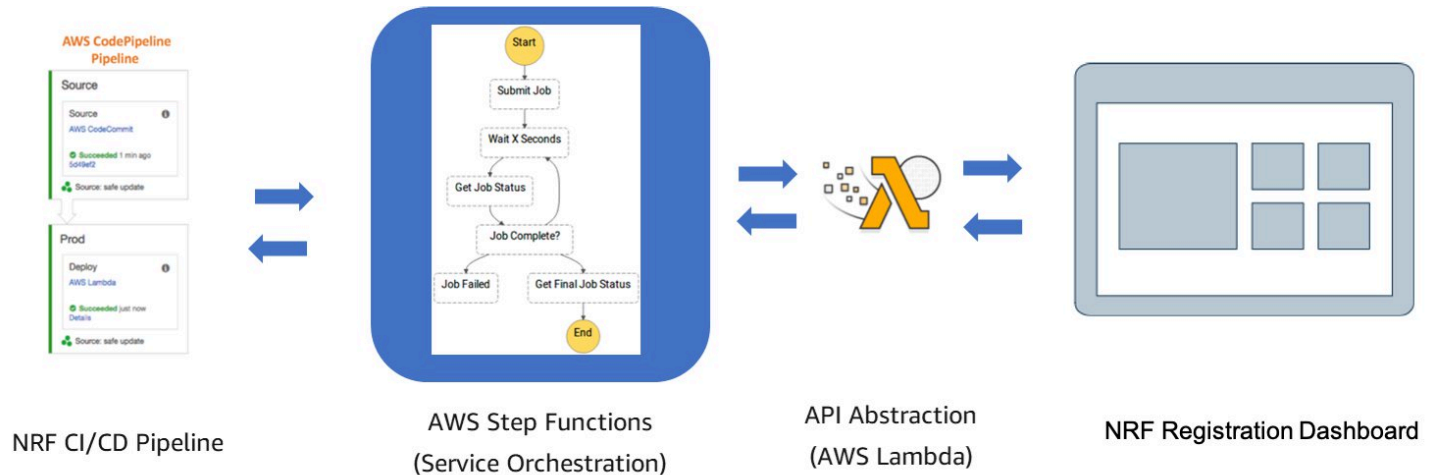 AWS CodePipeline
Pipeline
Source
Source
AWS CodeCommit
Succeeded 1 min ago
5d49ef2
Source: safe update
Prod
Deploy
AWS Lambda
Succeeded just now
Details
Source: safe update
Start
Submit Job
Wait X Seconds
Get Job Status
Job Complete?
Job Failed
Get Final Job Status
End
NRF CI/CD Pipeline
AWS Step Functions
(Service Orchestration)
API Abstraction
(AWS Lambda)
NRF Registration Dashboard